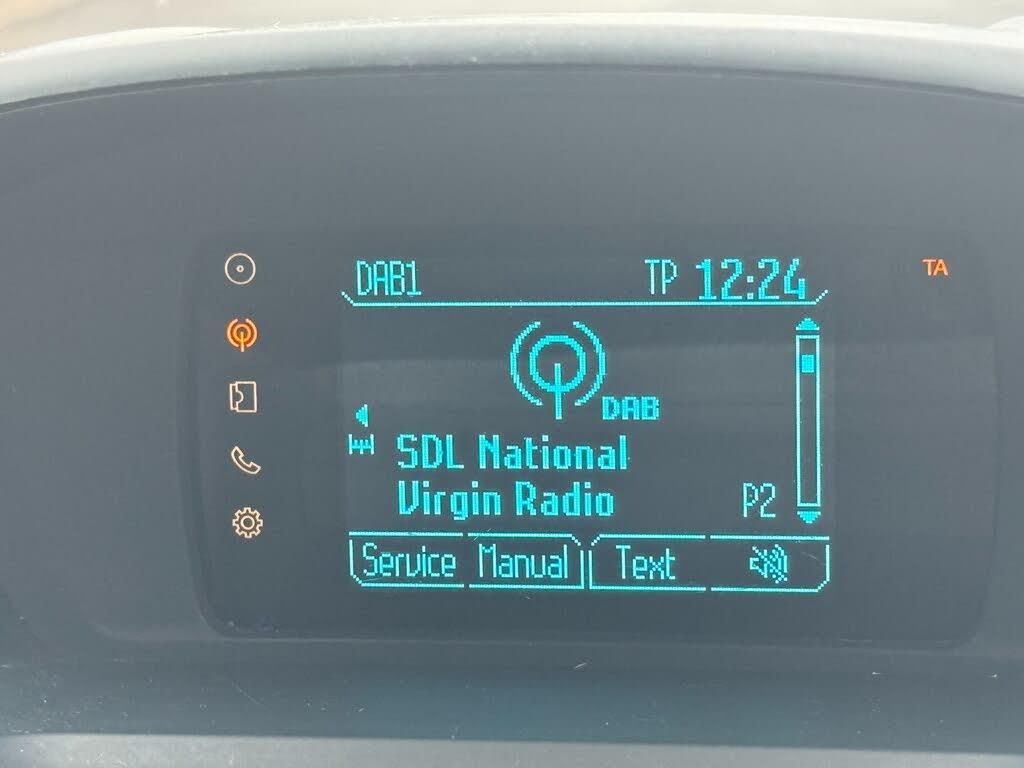 DAB1 TP 12:24
TA
DAB
SDL National
Virgin Radio P2
Service Manual Text